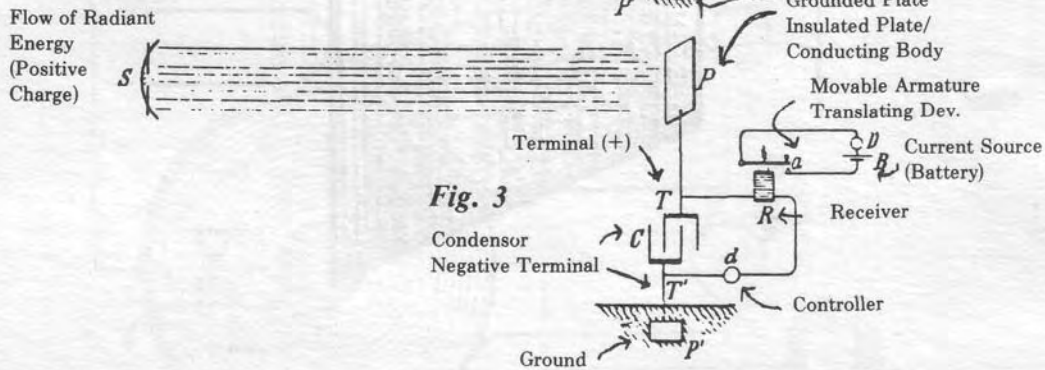 P
Grounded Plate
Flow of Radiant
Energy
(Positive
Charge)
S
Insulated Plate/
Conducting Body
P
Movable Armature
Translating Dev.
Terminal (+)
D
a
B
Current Source
(Battery)
Fig. 3
T
R
Receiver
C
Condensor
Negative Terminal
d
T'
Controller
Ground
P'